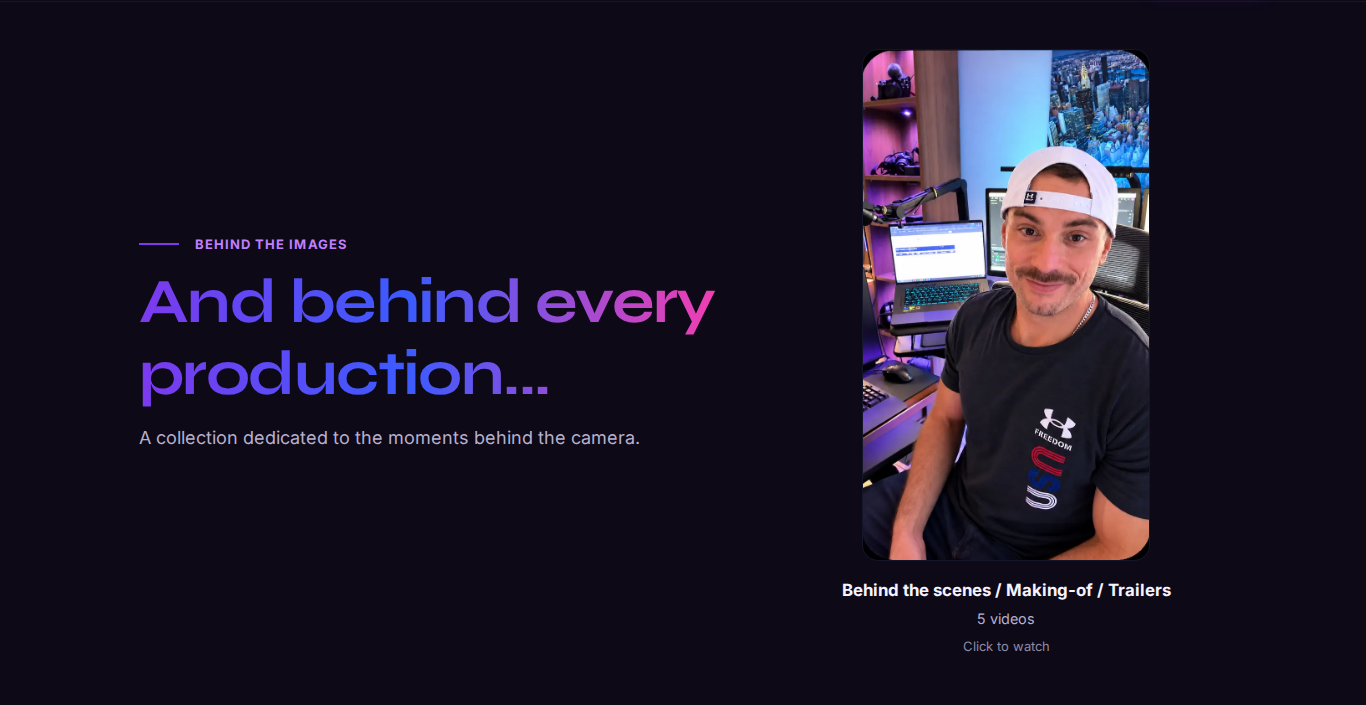 BEHIND THE IMAGES
And behind every
production...
A collection dedicated to the moments behind the camera.
FREEDOM
USA
Behind the scenes / Making-of / Trailers
5 videos
Click to watch